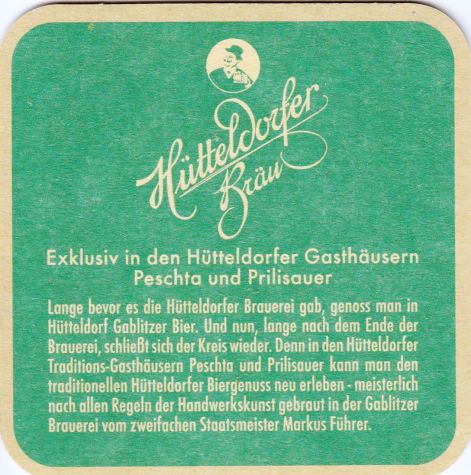 Hütteldorfer
Bräu
Exklusiv in den Hütteldorfer Gasthäusern
Peschta und Prilisauer
Lange bevor es die Hütteldorfer Brauerei gab, genoss man in
Hütteldorf Gablitzer Bier. Und nun, lange nach dem Ende der
Brauerei, schließt sich der Kreis wieder. Denn in den Hütteldorfer
Traditions-Gasthäusern Peschta und Prilisauer kann man den
traditionellen Hütteldorfer Biergenuss neu erleben - meisterlich
nach allen Regeln der Handwerkskunst gebraut in der Gablitzer
Brauerei vom zweifachen Staatsmeister Markus Führer.